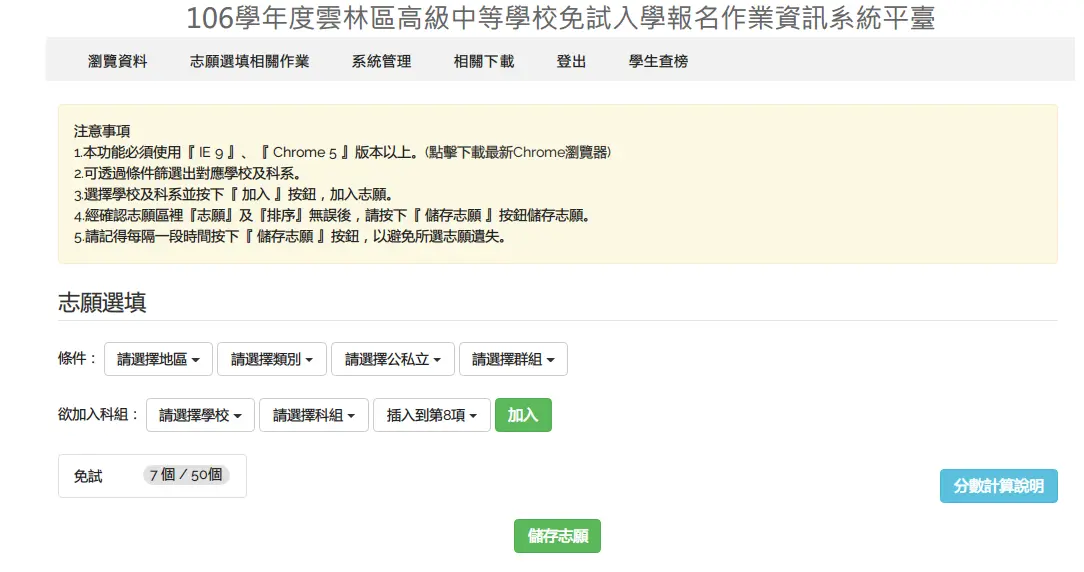 106學年度雲林區高級中等學校免試入學報名作業資訊系統平臺
瀏覽資料 志願選填相關作業 系統管理 相關下載 登出 學生查榜
注意事項
1.本功能必須使用『 IE 9 』、『 Chrome 5 』版本以上。(點擊下載最新Chrome瀏覽器)
2.可透過條件篩選出對應學校及科系。
3.選擇學校及科系並按下『 加入 』按鈕，加入志願。
4.經確認志願區裡『志願』及『排序』無誤後，請按下『 儲存志願 』按鈕儲存志願。
5.請記得每隔一段時間按下『 儲存志願 』按鈕，以避免所選志願遺失。
志願選填
條件： 請選擇地區 請選擇類別 請選擇公私立 請選擇群組
欲加入科組： 請選擇學校 請選擇科組 插入到第8項 加入
免試 7 個 / 50個
分數計算說明
儲存志願